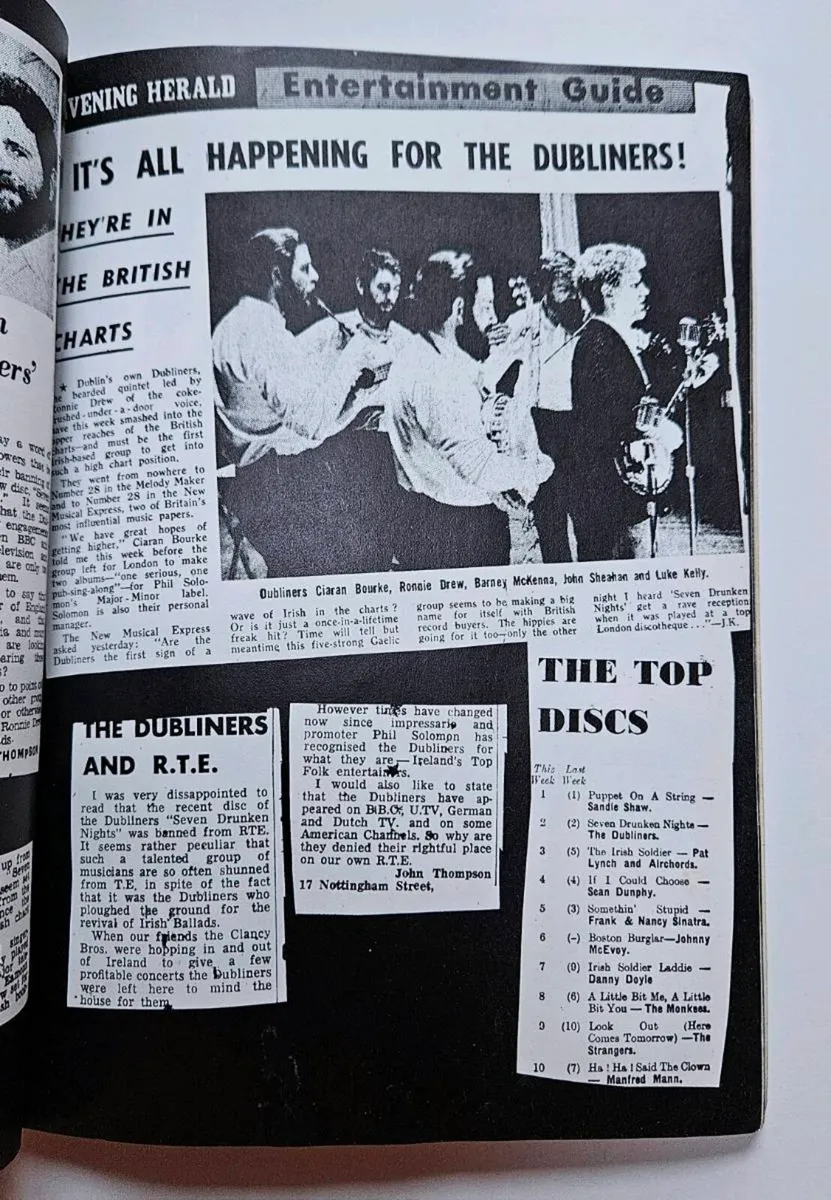 VENING HERALD
Entertainment Guide
IT'S ALL HAPPENING FOR THE DUBLINERS!
HEY'RE IN
HE BRITISH
CHARTS
★ Dublin's own Dubliners,
he bearded quintet led by
onnie Drew of the coke-
rushed-under-a-door voice,
ave this week smashed into the
pper reaches of the British
harts—and must be the first
rish-based group to get into
uch a high chart position.
They went from nowhere to
Number 28 in the Melody Maker
and to Number 28 in the New
Musical Express, two of Britain's
most influential music papers.
"We have great hopes of
getting higher," Ciaran Bourke
told me this week before the
group left for London to make
two albums—"one serious, one
pub-sing-along"—for Phil Solo-
mon's Major-Minor label.
Solomon is also their personal
manager.
The New Musical Express
asked yesterday: "Are the
Dubliners the first sign of a
Dubliners Ciaran Bourke, Ronnie Drew, Barney McKenna, John Sheahan and Luke Kelly.
wave of Irish in the charts?
Or is it just a once-in-a-lifetime
freak hit? Time will tell but
meantime this five-strong Gaelic
group seems to be making a big
name for itself with British
record buyers. The hippies are
going for it too—only the other
night I heard 'Seven Drunken
Nights' get a rave reception
when it was played at a top
London discotheque..."—J.K.
THE DUBLINERS
AND R.T.E.
I was very dissappointed to
read that the recent disc of
the Dubliners "Seven Drunken
Nights" was banned from RTE.
It seems rather peculiar that
such a talented group of
musicians are so often shunned
from T.E, in spite of the fact
that it was the Dubliners who
ploughed the ground for the
revival of Irish Ballads.
When our friends the Clancy
Bros. were hopping in and out
of Ireland to give a few
profitable concerts the Dubliners
were left here to mind the
house for them.
However times have changed
now since impressario and
promoter Phil Solompn has
recognised the Dubliners for
what they are—Ireland's Top
Folk entertainers.
I would also like to state
that the Dubliners have ap-
peared on B.B.C., U.TV, German
and Dutch TV. and on some
American Channels. So why are
they denied their rightful place
on our own R.T.E.
John Thompson
17 Nottingham Street,
THE TOP
DISCS
This Last
Week Week
1 (1) Puppet On A String —
Sandie Shaw.
2 (2) Seven Drunken Nights —
The Dubliners.
3 (5) The Irish Soldier — Pat
Lynch and Airchords.
4 (4) If I Could Choose —
Sean Dunphy.
5 (3) Somethin' Stupid —
Frank & Nancy Sinatra.
6 (-) Boston Burglar—Johnny
McEvoy.
7 (9) Irish Soldier Laddie —
Danny Doyle
8 (6) A Little Bit Me, A Little
Bit You — The Monkees.
9 (10) Look Out (Here
Comes Tomorrow) —The
Strangers.
10 (7) Ha! Ha! Said The Clown
— Manfred Mann.